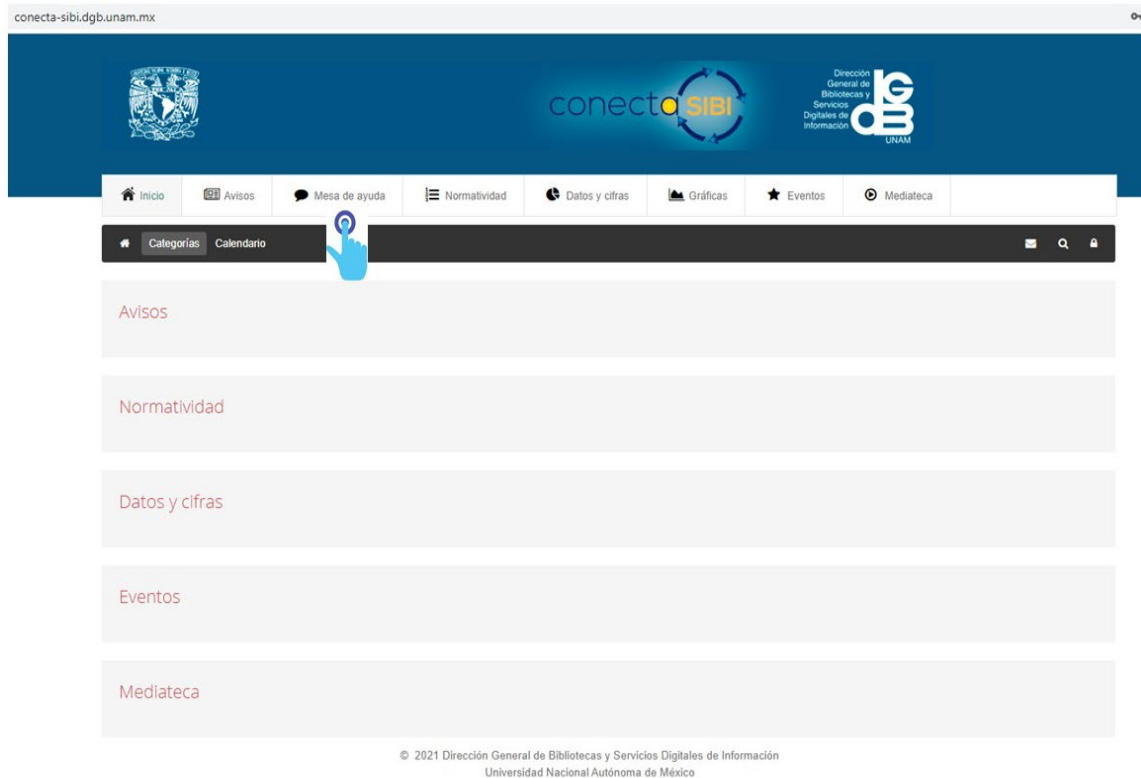 conecta-sibi.dgb.unam.mx
conecta SIBI
Dirección
General de
Bibliotecas y
Servicios
Digitales de
Información
UNAM
Inicio Avisos Mesa de ayuda Normatividad Datos y cifras Gráficas Eventos Mediateca
Categorías Calendario
Avisos
Normatividad
Datos y cifras
Eventos
Mediateca
© 2021 Dirección General de Bibliotecas y Servicios Digitales de Información
Universidad Nacional Autónoma de México